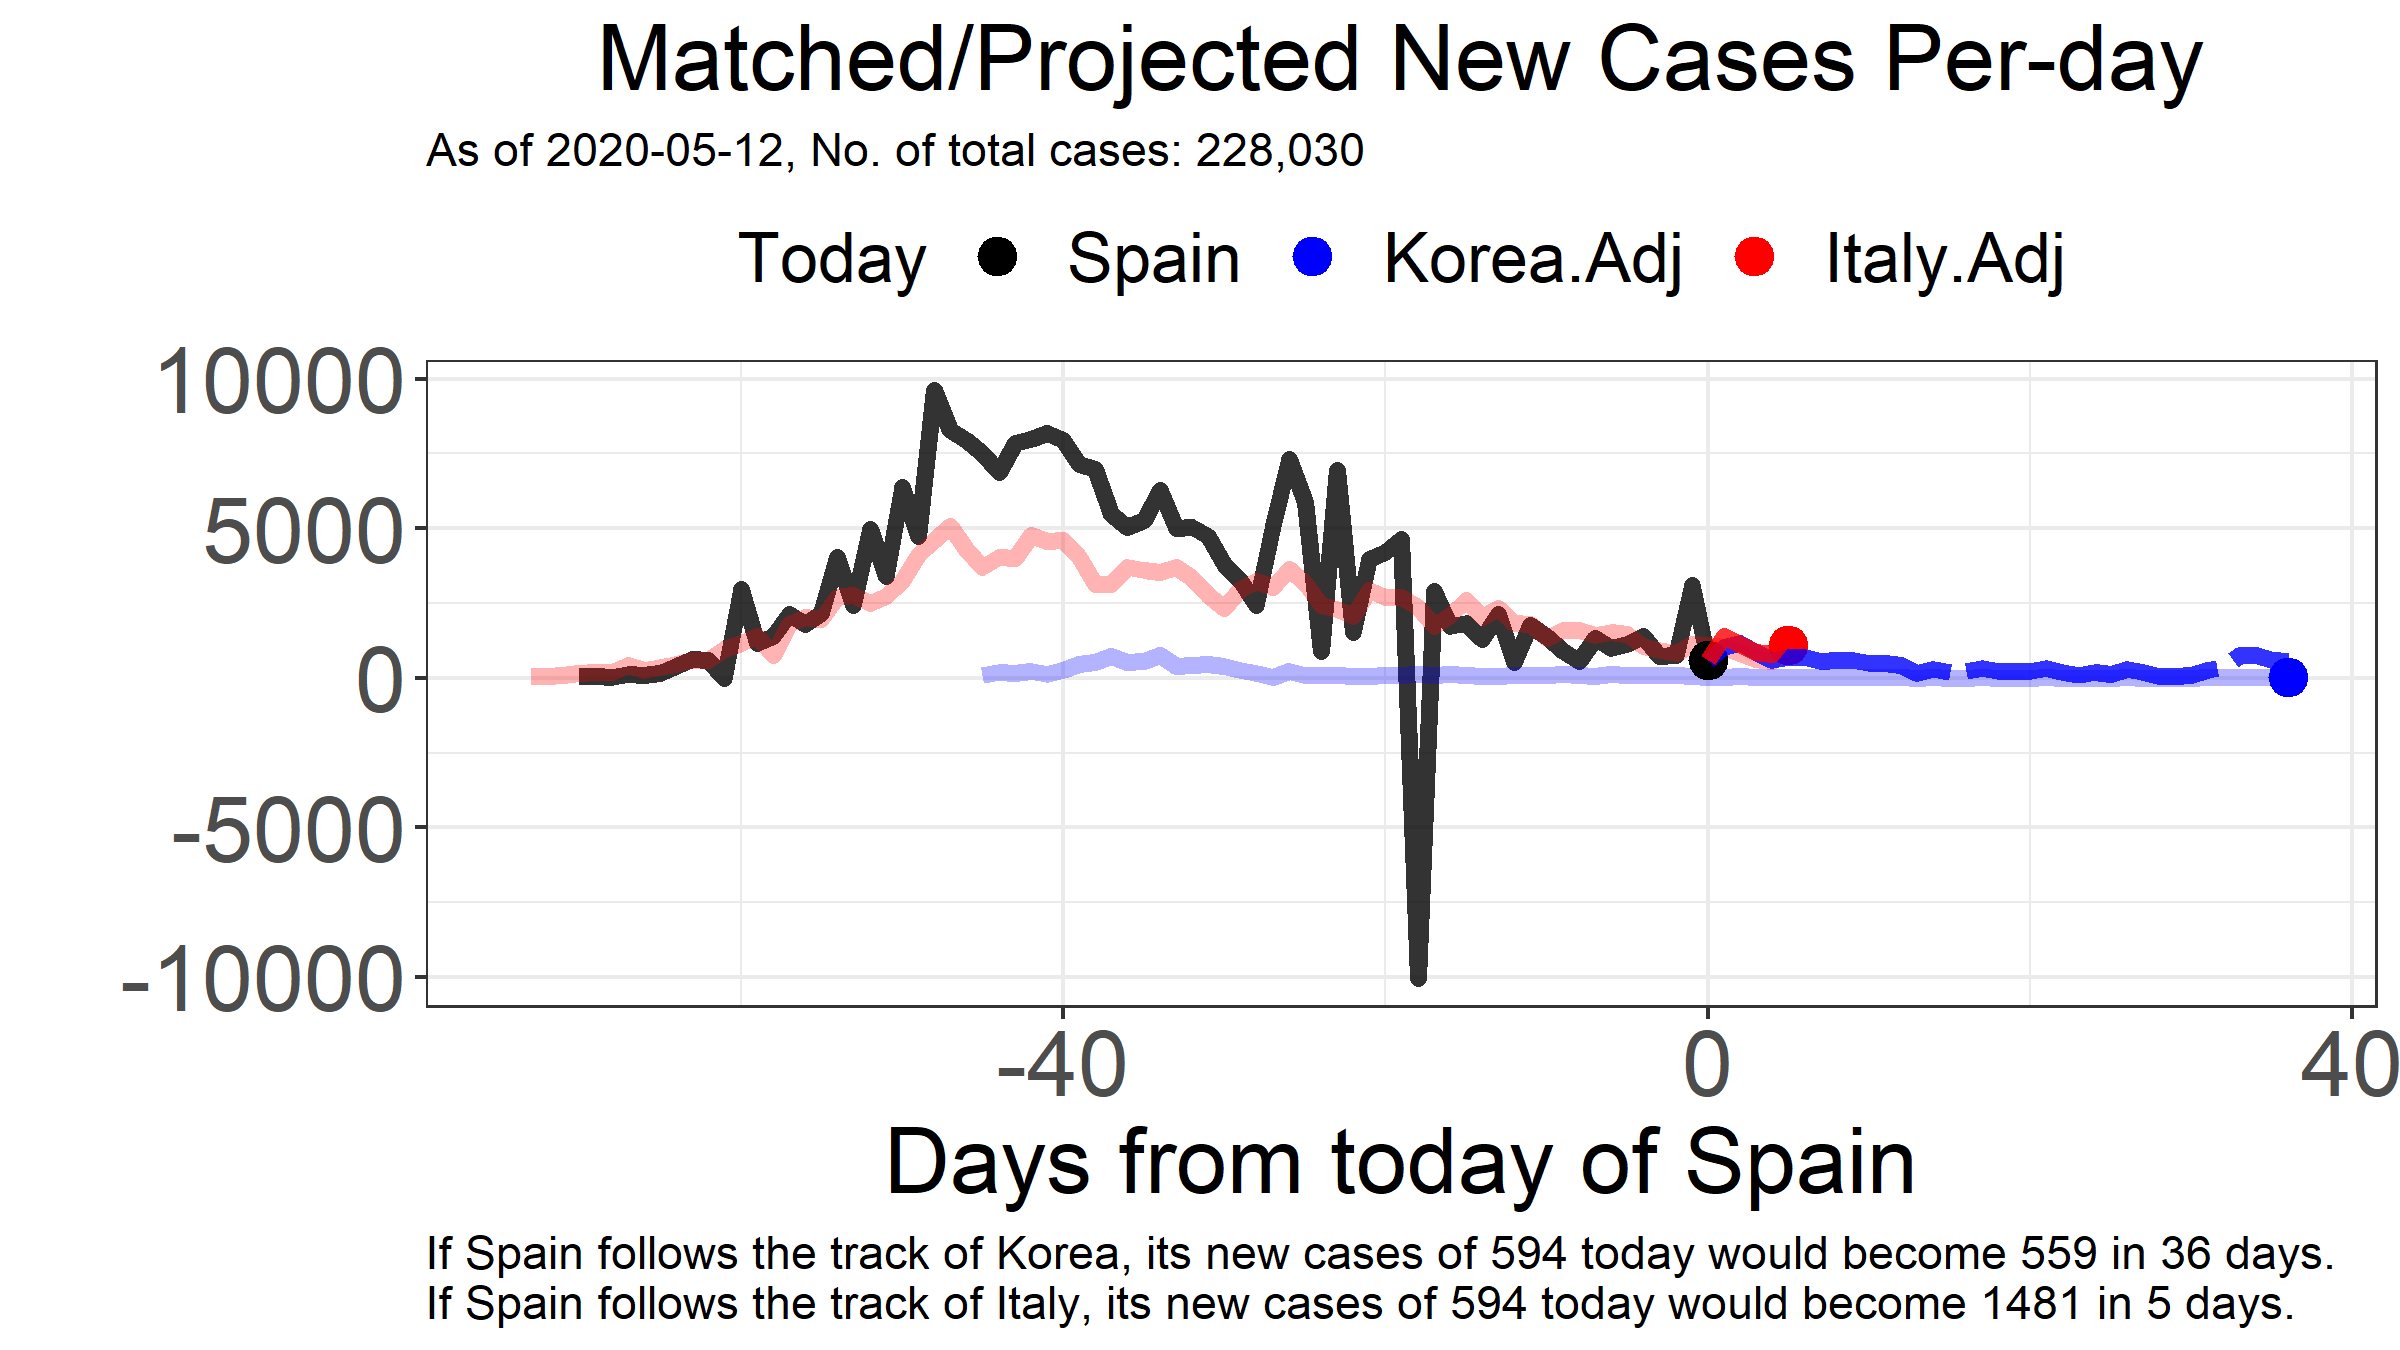 Matched/Projected New Cases Per-day
As of 2020-05-12, No. of total cases: 228,030
Today Spain Korea.Adj Italy.Adj
10000
5000
0
-5000
-10000
-40 0 40
Days from today of Spain
If Spain follows the track of Korea, its new cases of 594 today would become 559 in 36 days.
If Spain follows the track of Italy, its new cases of 594 today would become 1481 in 5 days.